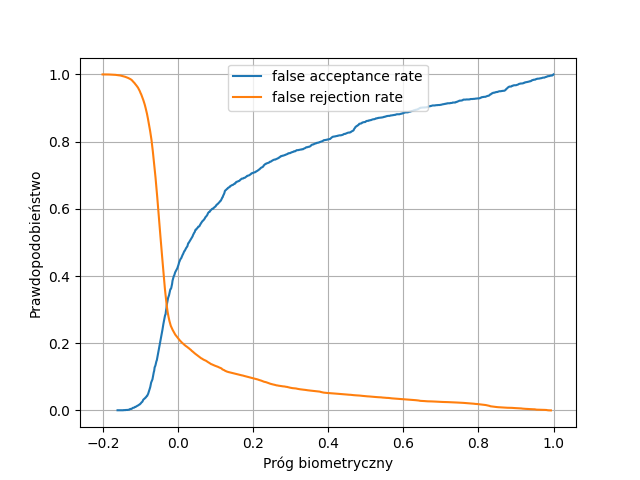 false acceptance rate
false rejection rate
1.0
0.8
0.6
0.4
0.2
0.0
Prawdopodobieństwo
−0.2 0.0 0.2 0.4 0.6 0.8 1.0
Próg biometryczny